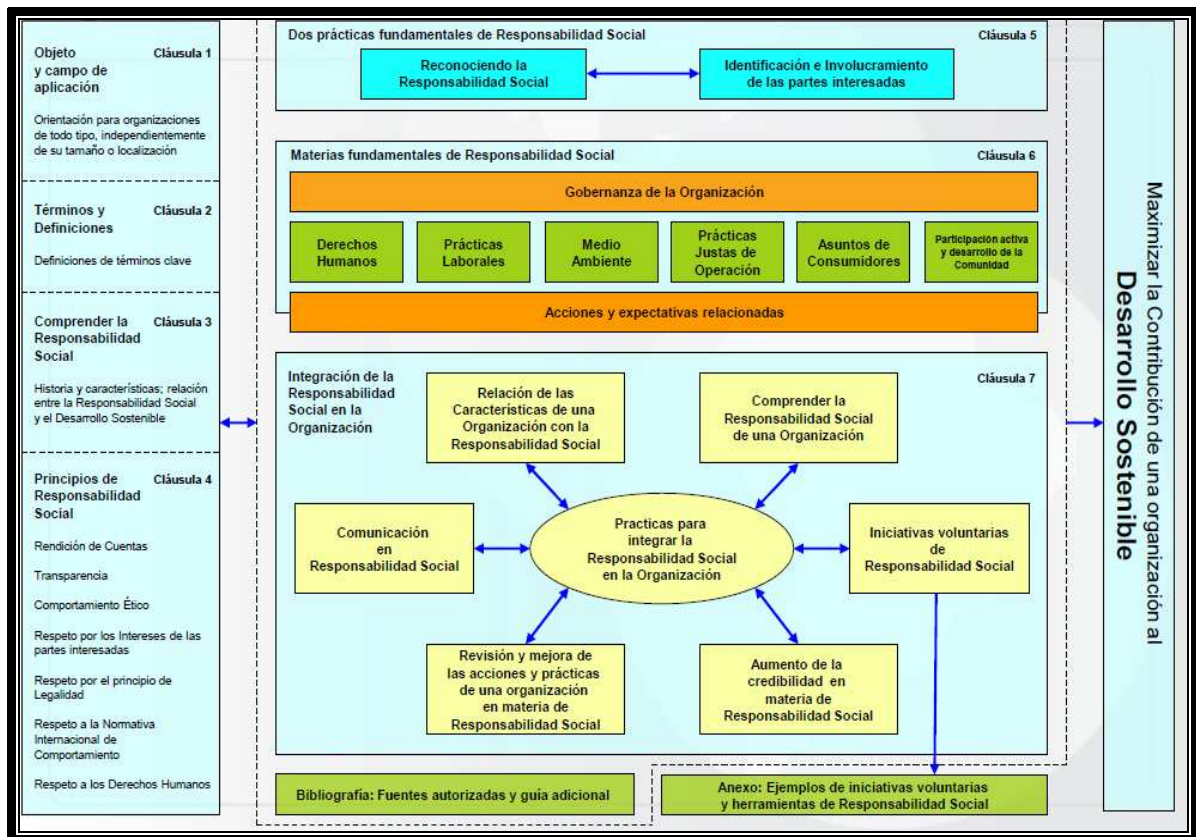 Objeto
y campo de
aplicación
Cláusula 1
Orientación para organizaciones
de todo tipo, independientemente
de su tamaño o localización
Términos y
Definiciones
Cláusula 2
Definiciones de términos clave
Comprender la
Responsabilidad
Social
Cláusula 3
Historia y características; relación
entre la Responsabilidad Social
y el Desarrollo Sostenible
Principios de
Responsabilidad
Social
Cláusula 4
Rendición de Cuentas
Transparencia
Comportamiento Ético
Respeto por los Intereses de las
partes interesadas
Respeto por el principio de
Legalidad
Respeto a la Normativa
Internacional de
Comportamiento
Respeto a los Derechos Humanos
Dos prácticas fundamentales de Responsabilidad Social
Cláusula 5
Reconociendo la
Responsabilidad Social
Identificación e Involucramiento
de las partes interesadas
Materias fundamentales de Responsabilidad Social
Cláusula 6
Gobernanza de la Organización
Derechos
Humanos
Prácticas
Laborales
Medio
Ambiente
Prácticas
Justas de
Operación
Asuntos de
Consumidores
Participación activa
y desarrollo de la
Comunidad
Acciones y expectativas relacionadas
Integración de la
Responsabilidad
Social en la
Organización
Cláusula 7
Relación de las
Características de una
Organización con la
Responsabilidad Social
Comprender la
Responsabilidad Social
de una Organización
Comunicación
en
Responsabilidad Social
Practicas para
integrar la
Responsabilidad Social
en la Organización
Iniciativas voluntarias
de
Responsabilidad Social
Revisión y mejora de
las acciones y prácticas
de una organización
en materia de
Responsabilidad Social
Aumento de la
credibilidad en
materia de
Responsabilidad Social
Bibliografía: Fuentes autorizadas y guía adicional
Anexo: Ejemplos de iniciativas voluntarias
y herramientas de Responsabilidad Social
Maximizar la Contribución de una organización al
Desarrollo Sostenible